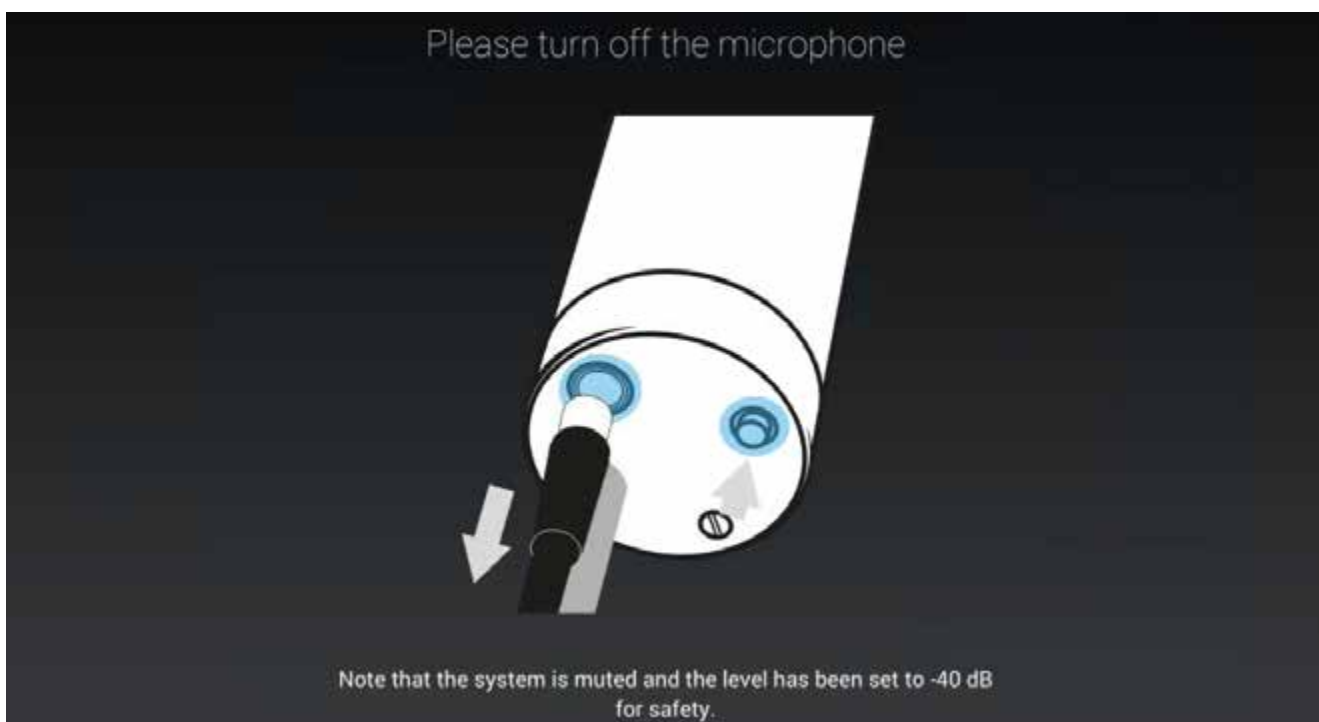 Please turn off the microphone
Note that the system is muted and the level has been set to -40 dB
for safety.